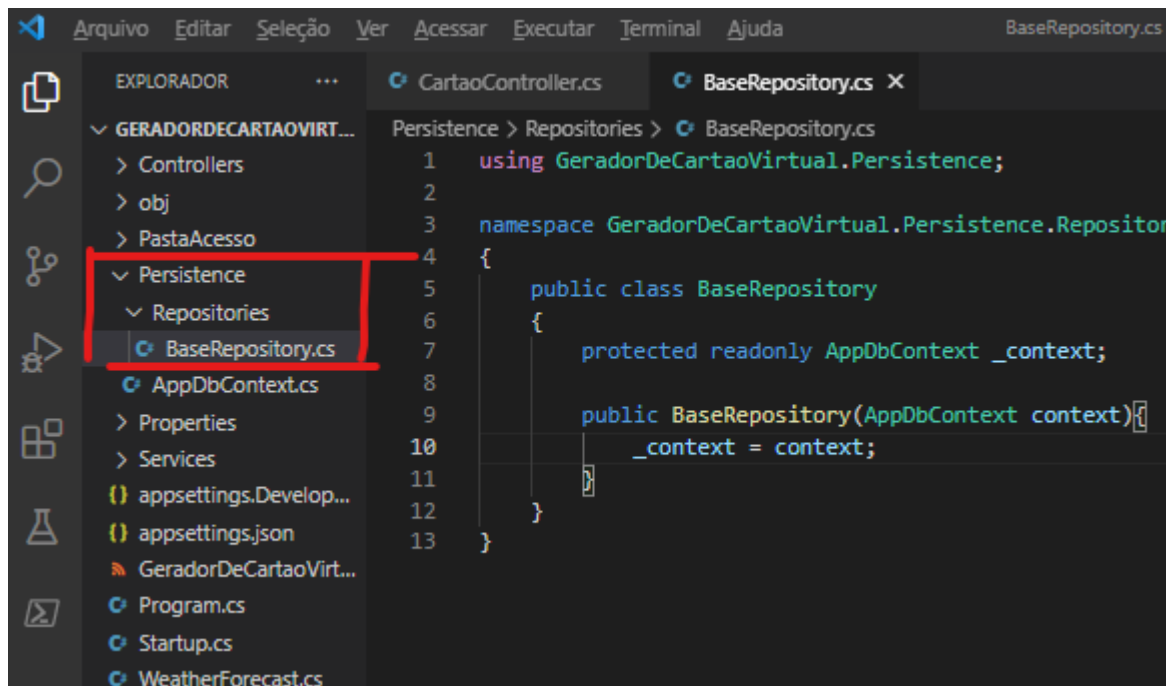 Arquivo Editar Seleção Ver Acessar Executar Terminal Ajuda BaseRepository.cs
EXPLORADOR ···
CartaoController.cs
BaseRepository.cs
GERADORDECARTAOVIRT...
Controllers
obj
PastaAcesso
Persistence
Repositories
BaseRepository.cs
AppDbContext.cs
Properties
Services
appsettings.Develop...
appsettings.json
GeradorDeCartaoVirt...
Program.cs
Startup.cs
WeatherForecast.cs
Persistence > Repositories > BaseRepository.cs
1 using GeradorDeCartaoVirtual.Persistence;
2
3 namespace GeradorDeCartaoVirtual.Persistence.Repositor
4 {
5 public class BaseRepository
6 {
7 protected readonly AppDbContext _context;
8
9 public BaseRepository(AppDbContext context){
10 _context = context;
11 }
12 }
13 }